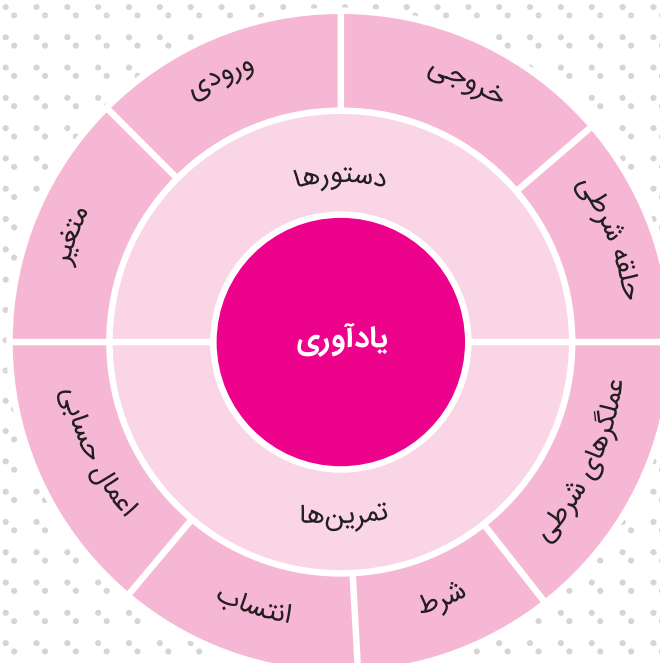 یادآوری
دستورها
تمرین‌ها
خروجی
حلقه شرطی
عملگرهای شرطی
شرط
انتساب
اعمال حسابی
متغیر
ورودی